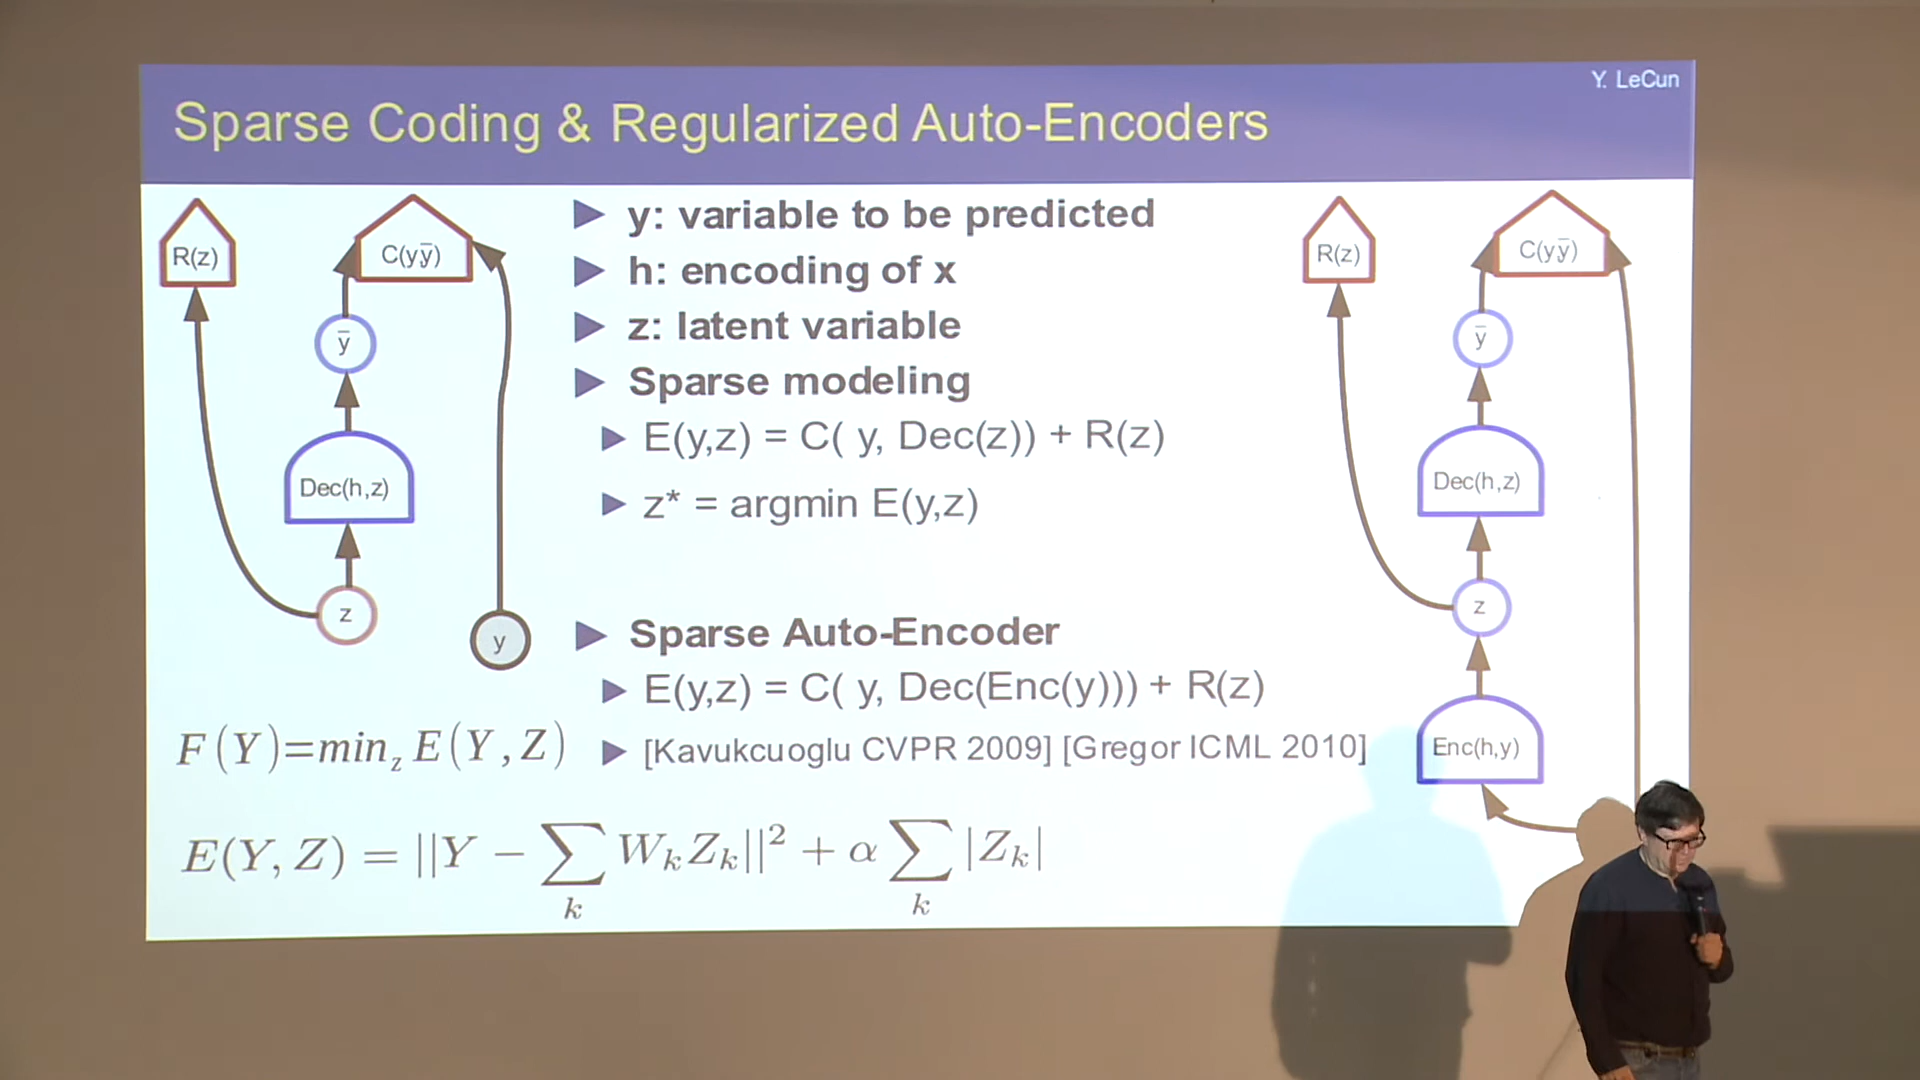 Y. LeCun
Sparse Coding & Regularized Auto-Encoders
R(z)
C(yȳ)
ȳ
Dec(h,z)
z
y
y: variable to be predicted
h: encoding of x
z: latent variable
Sparse modeling
E(y,z) = C( y, Dec(z)) + R(z)
z* = argmin E(y,z)
Sparse Auto-Encoder
E(y,z) = C( y, Dec(Enc(y))) + R(z)
[Kavukcuoglu CVPR 2009] [Gregor ICML 2010]
F(Y)=min_z E(Y,Z)
E(Y, Z) = ||Y − ∑_k W_k Z_k||² + α ∑_k |Z_k|
R(z)
C(yȳ)
ȳ
Dec(h,z)
z
Enc(h,y)